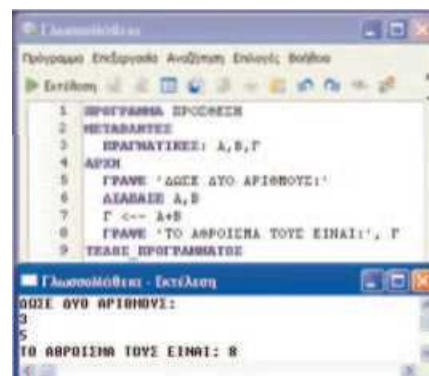 Γλωσσομάθεια
Πρόγραμμα Επεξεργασία Αναζήτηση Επιλογές Βοήθεια
Εκτέλεση
1 ΠΡΟΓΡΑΜΜΑ ΠΡΟΣΘΕΣΗ
2 ΜΕΤΑΒΛΗΤΕΣ
3 ΠΡΑΓΜΑΤΙΚΕΣ: Α,Β,Γ
4 ΑΡΧΗ
5 ΓΡΑΨΕ 'ΔΩΣΕ ΔΥΟ ΑΡΙΘΜΟΥΣ:'
6 ΔΙΑΒΑΣΕ Α,Β
7 Γ <-- Α+Β
8 ΓΡΑΨΕ 'ΤΟ ΑΘΡΟΙΣΜΑ ΤΟΥΣ ΕΙΝΑΙ:', Γ
9 ΤΕΛΟΣ_ΠΡΟΓΡΑΜΜΑΤΟΣ
Γλωσσομάθεια - Εκτέλεση
ΔΩΣΕ ΔΥΟ ΑΡΙΘΜΟΥΣ:
3
5
ΤΟ ΑΘΡΟΙΣΜΑ ΤΟΥΣ ΕΙΝΑΙ: 8